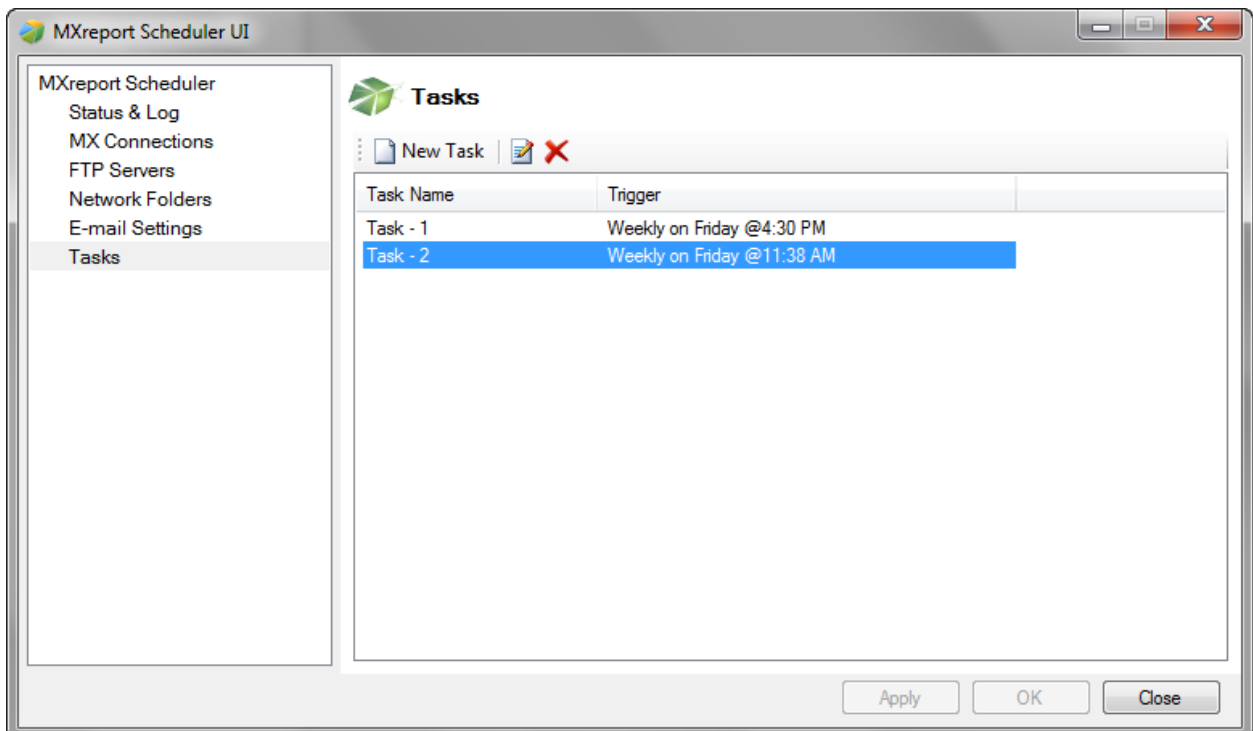 MXreport Scheduler UI
MXreport Scheduler
Status & Log
MX Connections
FTP Servers
Network Folders
E-mail Settings
Tasks
Tasks
New Task
Task Name Trigger
Task - 1 Weekly on Friday @4:30 PM
Task - 2 Weekly on Friday @11:38 AM
Apply OK Close